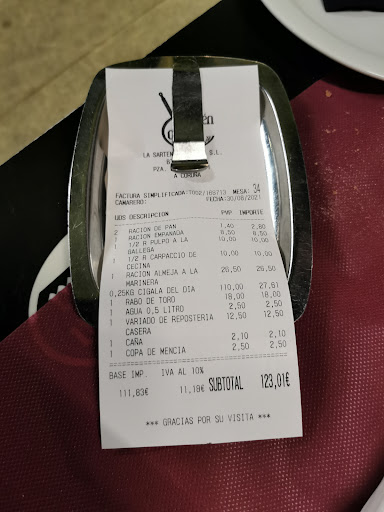 LA SARTEN
S.L.
PZA.
A CORUÑA
FACTURA SIMPLIFICADA:T002/169713 MESA: 34
CAMARERO: FECHA:30/08/2021
UDS DESCRIPCION PVP IMPORTE
2 RACION DE PAN 1,40 2,80
1 RACION EMPANADA 8,50 8,50
1 1/2 R PULPO A LA 10,00 10,00
GALLEGA
1 1/2 R CARPACCIO DE 10,00 10,00
CECINA
1 RACION ALMEJA A LA 26,50 26,50
MARINERA
0,25KG CIGALA DEL DIA 110,00 27,61
1 RABO DE TORO 18,00 18,00
1 AGUA 0,5 LITRO 2,50 2,50
1 VARIADO DE REPOSTERIA 12,50 12,50
CASERA
1 CAÑA 2,10 2,10
1 COPA DE MENCIA 2,50 2,50
BASE IMP. IVA AL 10%
111,83€ 11,18€ SUBTOTAL 123,01€
*** GRACIAS POR SU VISITA ***